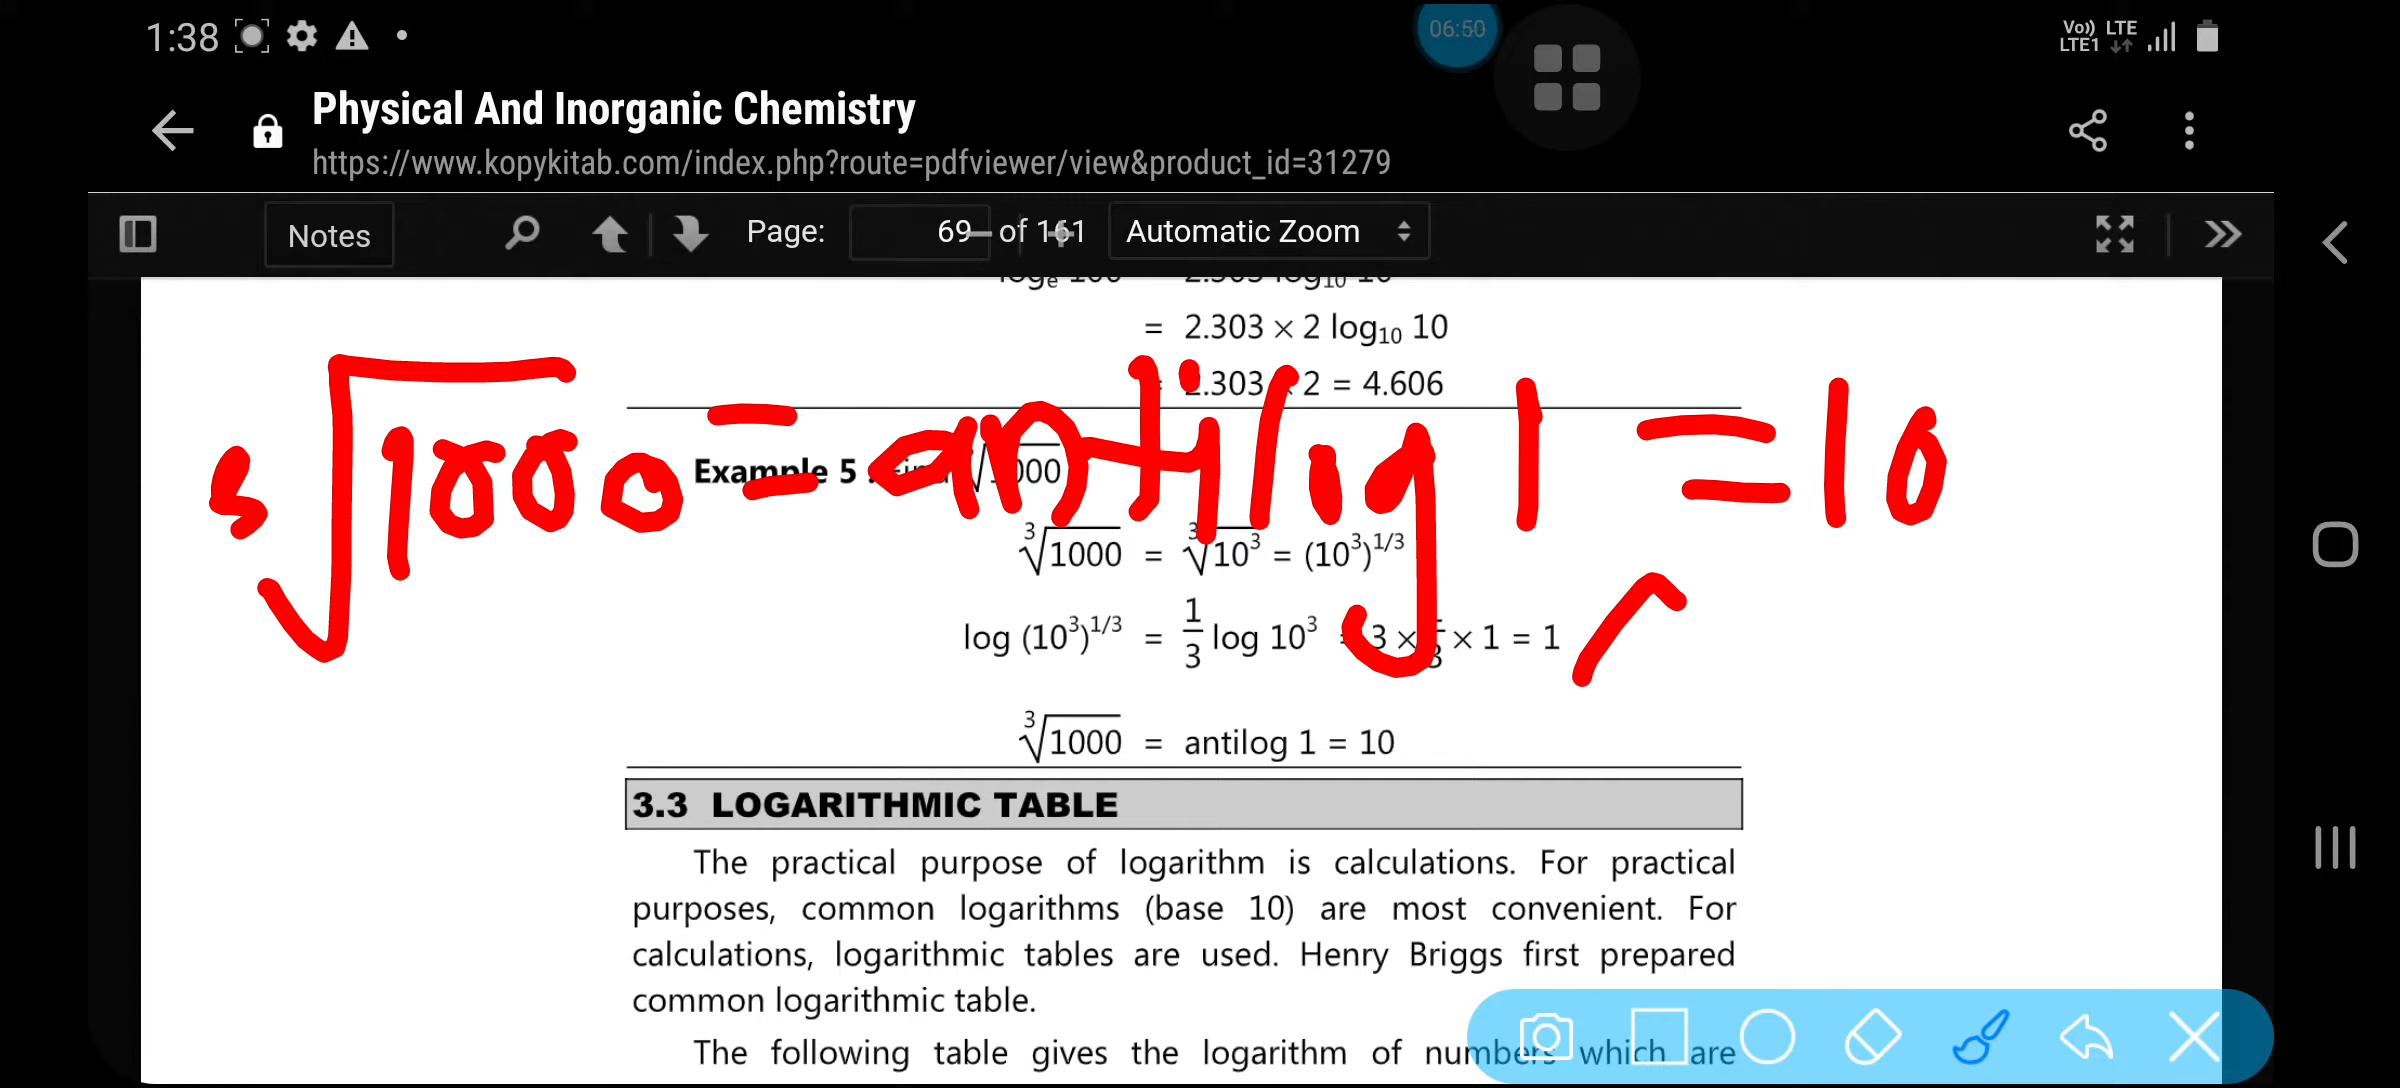 1:38
06:50
Vo)) LTE
LTE1
Physical And Inorganic Chemistry
https://www.kopykitab.com/index.php?route=pdfviewer/view&product_id=31279
Notes Page: 69 of 161 Automatic Zoom
= 2.303 × 2 log₁₀ 10
2.303 × 2 = 4.606
∛1000 = antilog 1 = 10
Example 5
∛1000 = ∛10³ = (10³)^1/3
log (10³)^1/3 = 1/3 log 10³ = 3 × × 1 = 1
∛1000 = antilog 1 = 10
3.3 LOGARITHMIC TABLE
The practical purpose of logarithm is calculations. For practical
purposes, common logarithms (base 10) are most convenient. For
calculations, logarithmic tables are used. Henry Briggs first prepared
common logarithmic table.
The following table gives the logarithm of numbers which are